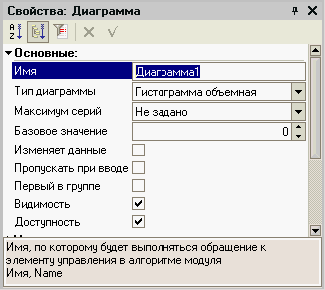 Свойства: Диаграмма
Основные:
Имя Диаграмма1
Тип диаграммы Гистограмма объемная
Максимум серий Не задано
Базовое значение 0
Изменяет данные
Пропускать при вводе
Первый в группе
Видимость
Доступность
Имя, по которому будет выполняться обращение к
элементу управления в алгоритме модуля
Имя, Name